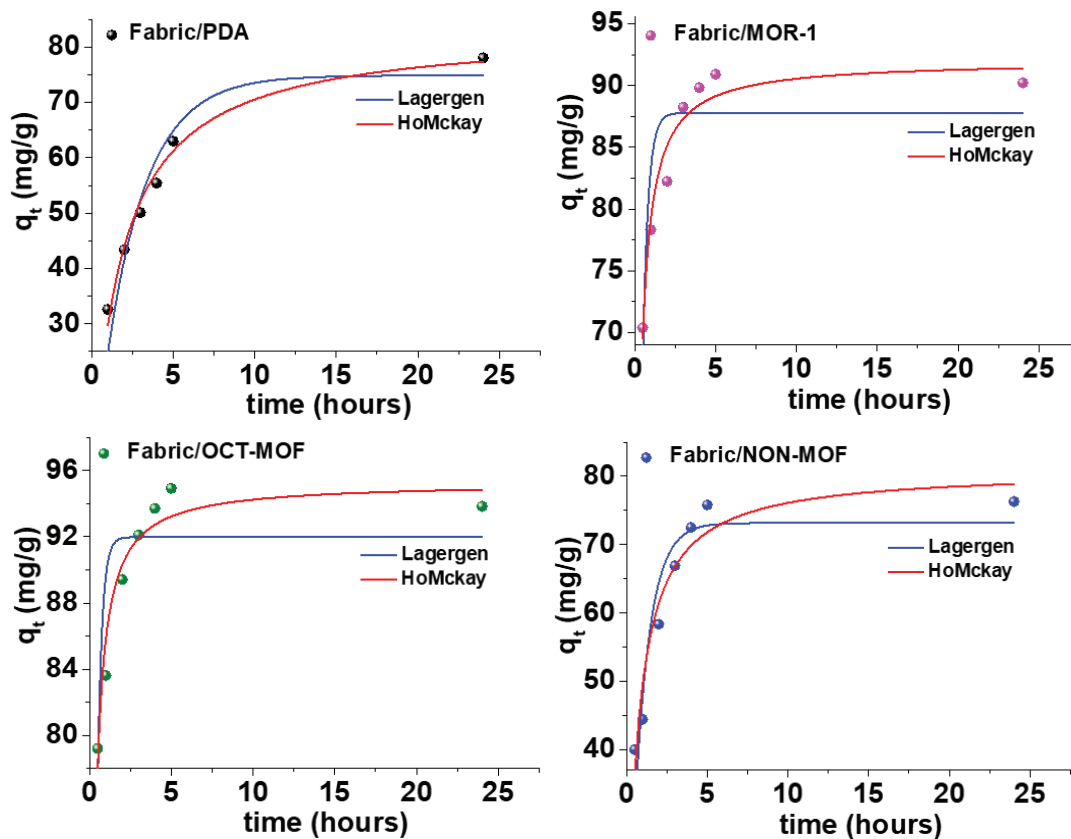 Fabric/PDA
80
70
60
50
40
30
q_t (mg/g)
Lagergen
HoMckay
0 5 10 15 20 25
time (hours)
Fabric/MOR-1
95
90
85
80
75
70
q_t (mg/g)
Lagergen
HoMckay
0 5 10 15 20 25
time (hours)
Fabric/OCT-MOF
96
92
88
84
80
q_t (mg/g)
Lagergen
HoMckay
0 5 10 15 20 25
time (hours)
Fabric/NON-MOF
80
70
60
50
40
q_t (mg/g)
Lagergen
HoMckay
0 5 10 15 20 25
time (hours)